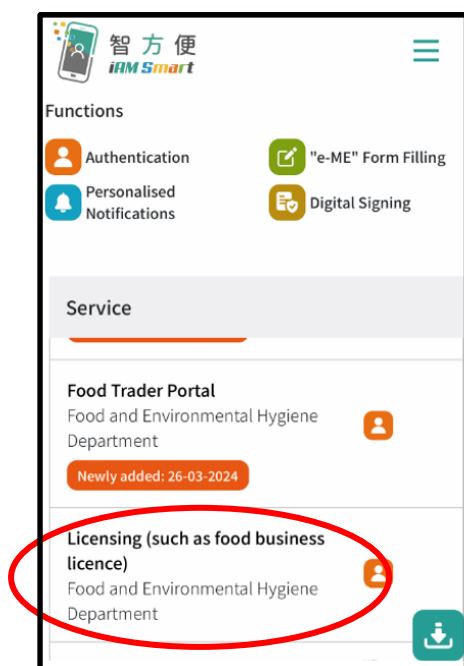 智方便
iAM Smart
Functions
Authentication
"e-ME" Form Filling
Personalised
Notifications
Digital Signing
Service
Food Trader Portal
Food and Environmental Hygiene
Department
Newly added: 26-03-2024
Licensing (such as food business
licence)
Food and Environmental Hygiene
Department